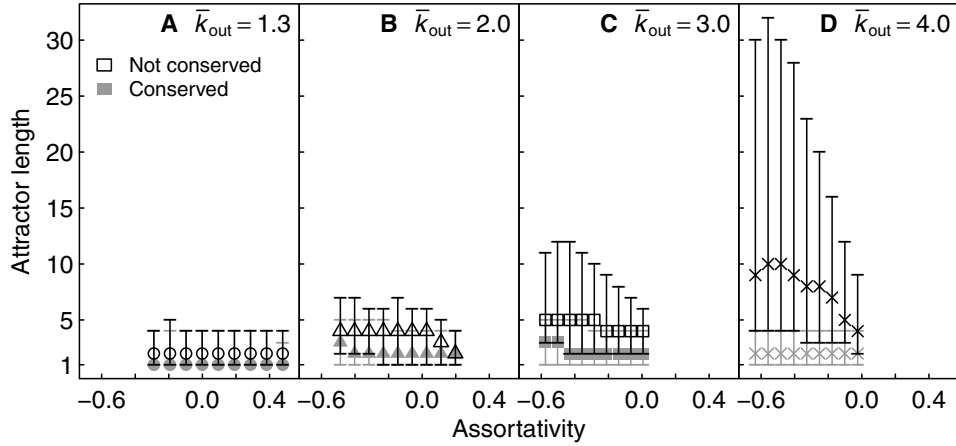 A k̅out = 1.3
B k̅out = 2.0
C k̅out = 3.0
D k̅out = 4.0
Not conserved
Conserved
Attractor length
30
25
20
15
10
5
1
−0.6 0.0 0.4
−0.6 0.0 0.4
−0.6 0.0 0.4
−0.6 0.0 0.4
Assortativity